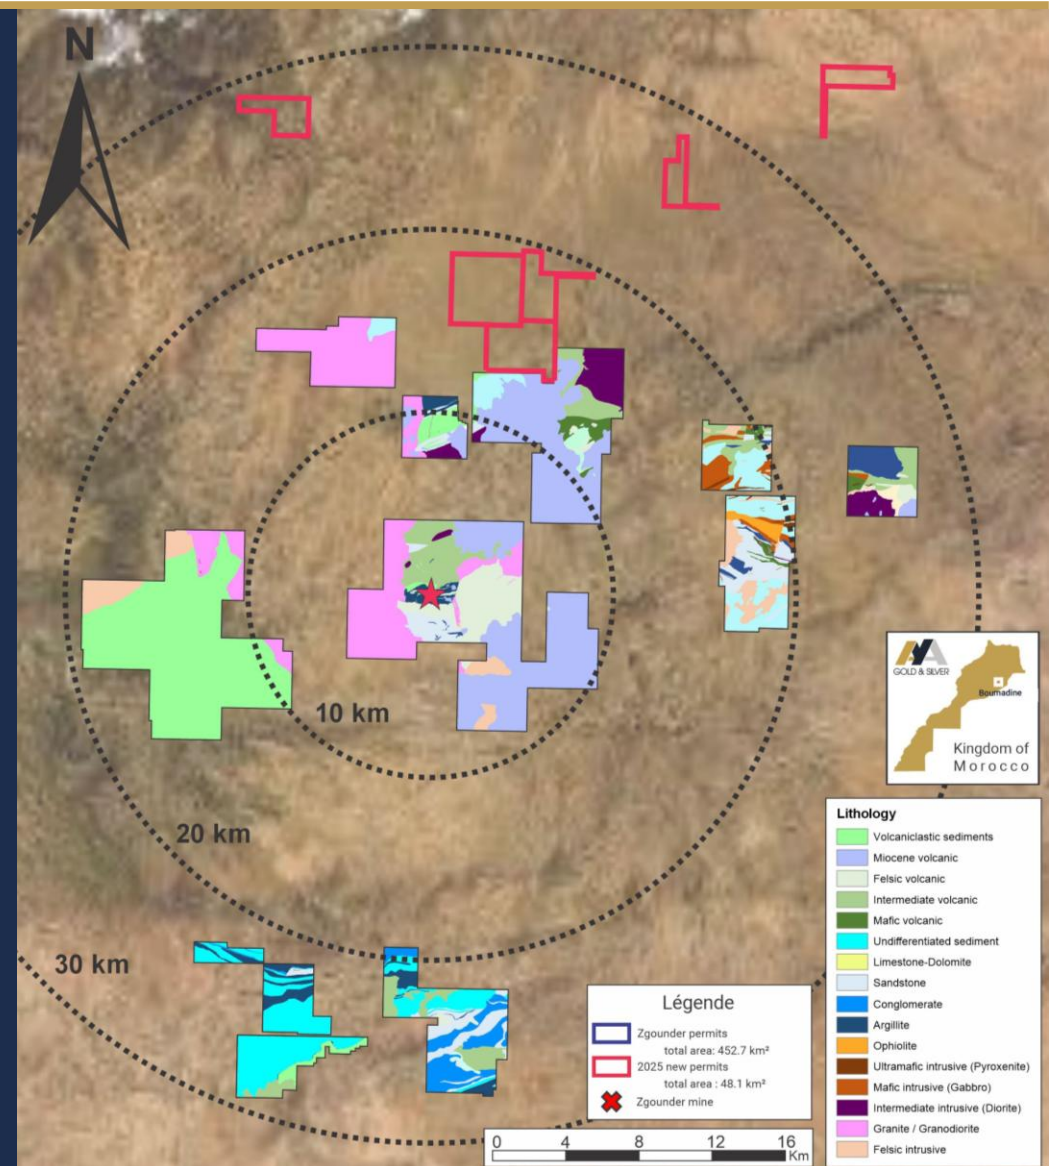 N
10 km
20 km
30 km
AYA
GOLD & SILVER
Boumadine
Kingdom of
Morocco
Lithology
Volcaniclastic sediments
Miocene volcanic
Felsic volcanic
Intermediate volcanic
Mafic volcanic
Undifferentiated sediment
Limestone-Dolomite
Sandstone
Conglomerate
Argillite
Ophiolite
Ultramafic intrusive (Pyroxenite)
Mafic intrusive (Gabbro)
Intermediate intrusive (Diorite)
Granite / Granodiorite
Felsic intrusive
Légende
Zgounder permits
total area: 452.7 km²
2025 new permits
total area : 48.1 km²
Zgounder mine
0 4 8 12 16
Km